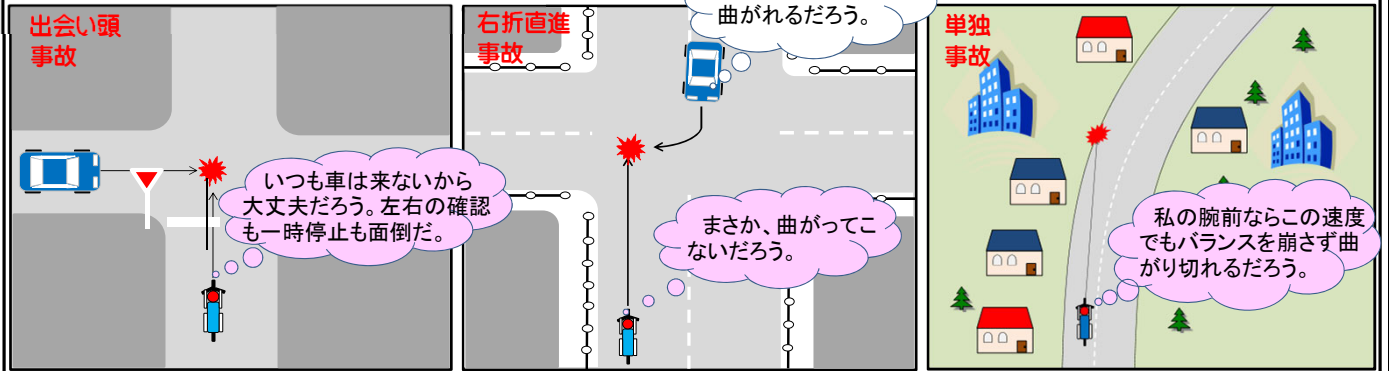 出会い頭
事故
いつも車は来ないから
大丈夫だろう。左右の確認
も一時停止も面倒だ。
右折直進
事故
曲がれるだろう。
まさか、曲がってこ
ないだろう。
単独
事故
私の腕前ならこの速度
でもバランスを崩さず曲
がり切れるだろう。